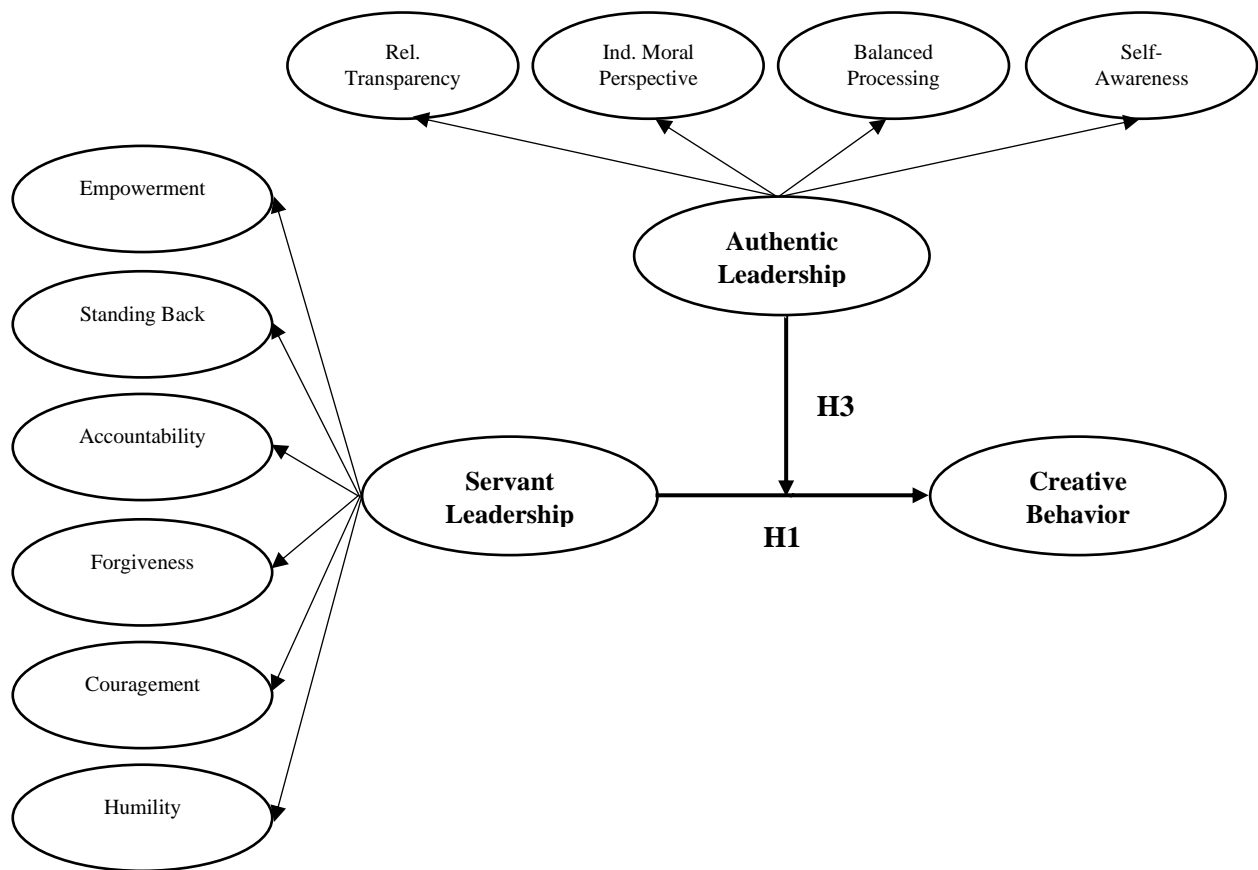 Rel.
Transparency
Ind. Moral
Perspective
Balanced
Processing
Self-
Awareness
Empowerment
Standing Back
Accountability
Forgiveness
Couragement
Humility
Authentic
Leadership
H3
Servant
Leadership
H1
Creative
Behavior